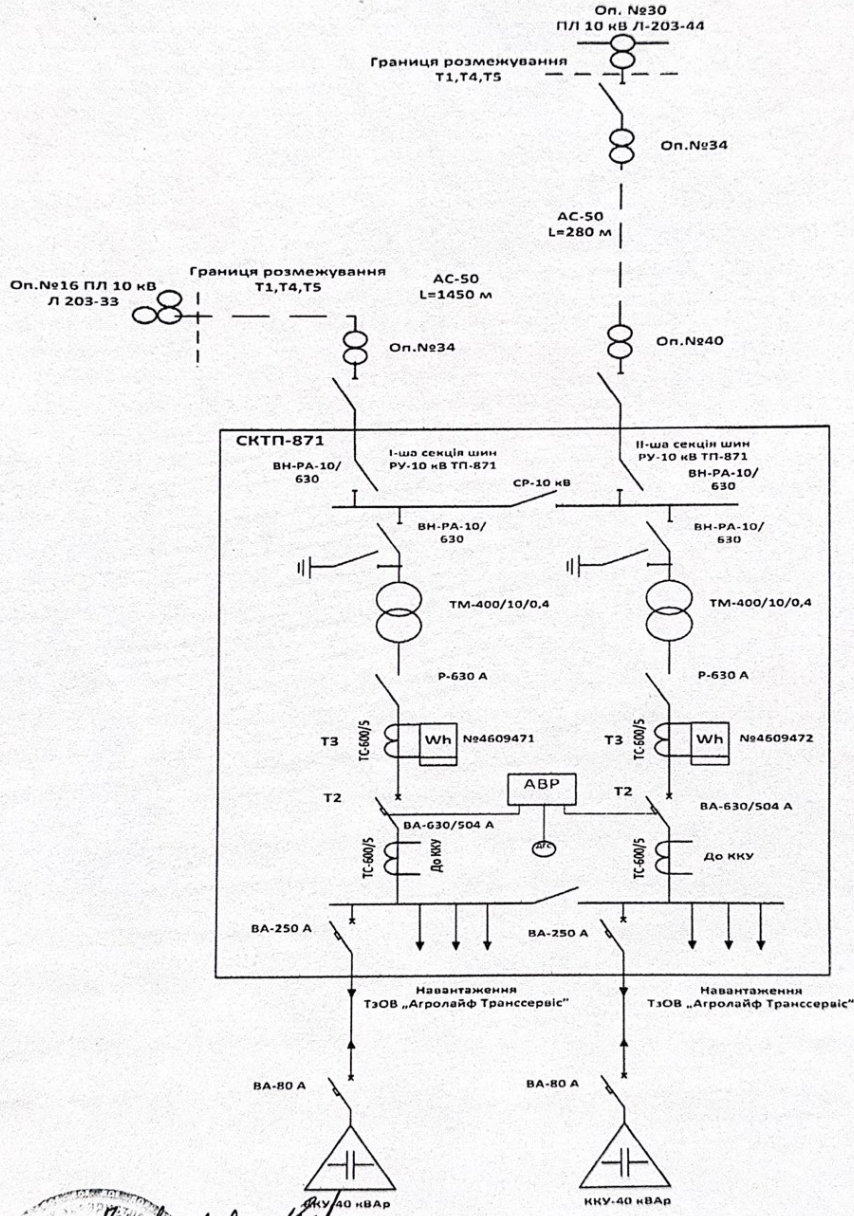 Оп. №30
ПЛ 10 кВ Л-203-44
Границя розмежування
Т1,Т4,Т5
Оп.№34
АС-50
L=280 м
Оп.№16 ПЛ 10 кВ
Л 203-33
Границя розмежування
Т1,Т4,Т5
АС-50
L=1450 м
Оп.№34
Оп.№40
СКТП-871
І-ша секція шин
РУ-10 кВ ТП-871
ІІ-ша секція шин
РУ-10 кВ ТП-871
ВН-РА-10/
630
СР-10 кВ
ВН-РА-10/
630
ВН-РА-10/
630
ВН-РА-10/
630
ТМ-400/10/0,4
ТМ-400/10/0,4
Р-630 А
Р-630 А
Т3
ТС-600/5
Wh
№4609471
Т3
ТС-600/5
Wh
№4609472
Т2
АВР
Т2
ВА-630/504 А
ВА-630/504 А
ДГС
ТС-600/5
До ККУ
ТС-600/5
До ККУ
ВА-250 А
ВА-250 А
Навантаження
ТзОВ „Агролайф Транссервіс"
Навантаження
ТзОВ „Агролайф Транссервіс"
ВА-80 А
ВА-80 А
ККУ-40 кВАр
ККУ-40 кВАр